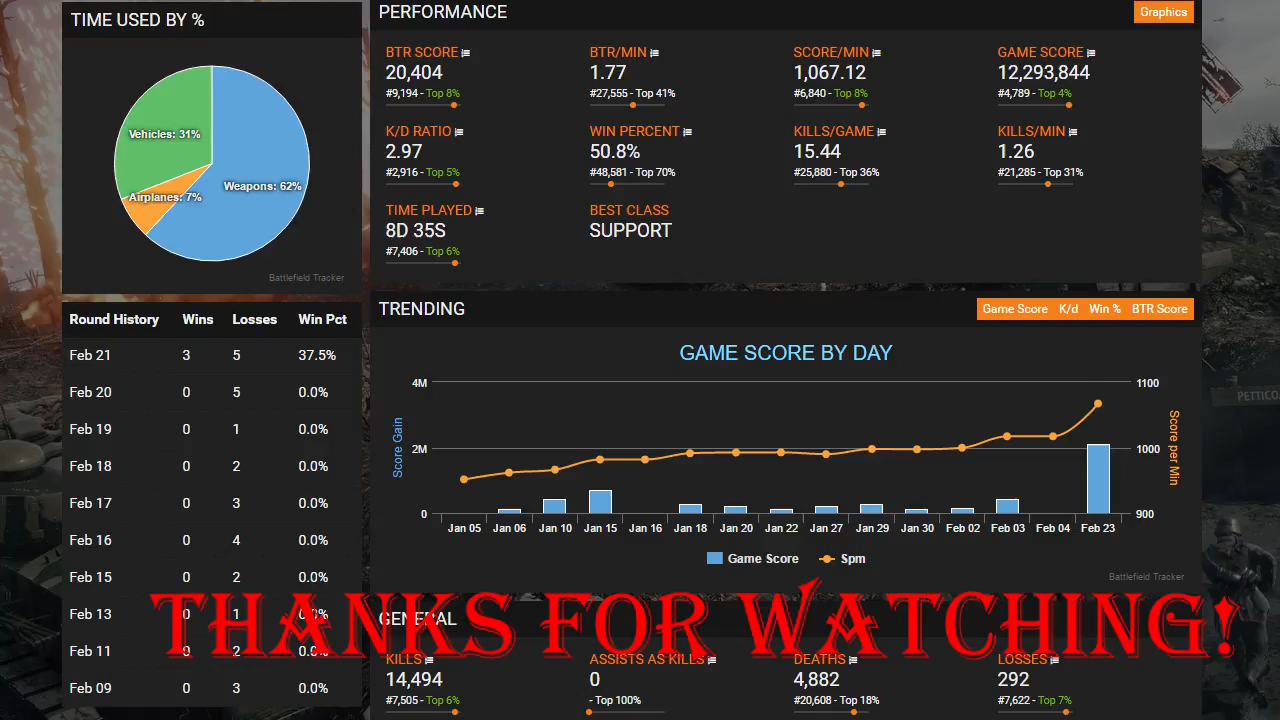 TIME USED BY %
Vehicles: 31%
Weapons: 62%
Airplanes: 7%
Battlefield Tracker
Round History Wins Losses Win Pct
Feb 21 3 5 37.5%
Feb 20 0 5 0.0%
Feb 19 0 1 0.0%
Feb 18 0 2 0.0%
Feb 17 0 3 0.0%
Feb 16 0 4 0.0%
Feb 15 0 2 0.0%
Feb 13 0 1 0.0%
Feb 11 0 2 0.0%
Feb 09 0 3 0.0%
PERFORMANCE
Graphics
BTR SCORE BTR/MIN SCORE/MIN GAME SCORE
20,404 1.77 1,067.12 12,293,844
#9,194 - Top 8% #27,555 - Top 41% #6,840 - Top 8% #4,789 - Top 4%
K/D RATIO WIN PERCENT KILLS/GAME KILLS/MIN
2.97 50.8% 15.44 1.26
#2,916 - Top 5% #48,581 - Top 70% #25,880 - Top 36% #21,285 - Top 31%
TIME PLAYED BEST CLASS
8D 35S SUPPORT
#7,406 - Top 6%
TRENDING
Game Score K/d Win % BTR Score
GAME SCORE BY DAY
4M 1100
Score Gain
2M 1000
Score per Min
0 900
Jan 05 Jan 06 Jan 10 Jan 15 Jan 16 Jan 18 Jan 20 Jan 22 Jan 27 Jan 29 Jan 30 Feb 02 Feb 03 Feb 04 Feb 23
Game Score Spm
Battlefield Tracker
THANKS FOR WATCHING!
GENERAL
KILLS ASSISTS AS KILLS DEATHS LOSSES
14,494 0 4,882 292
#7,505 - Top 6% - Top 100% #20,608 - Top 18% #7,622 - Top 7%